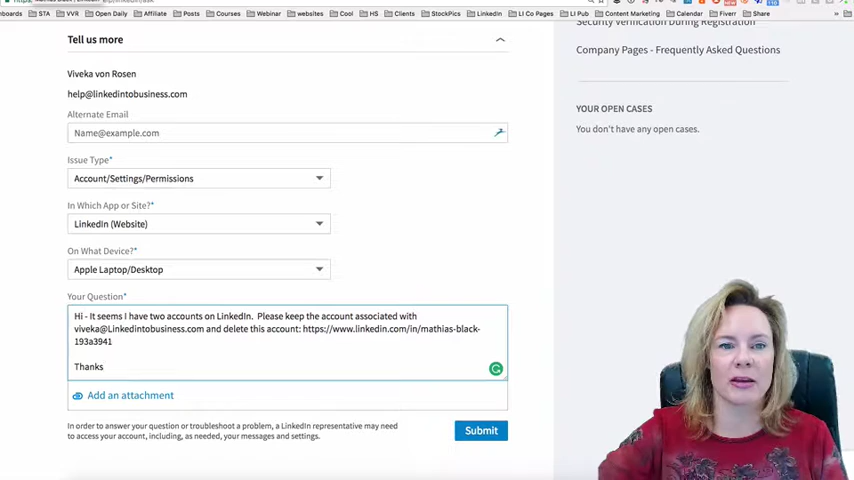 STA
VVR
Open Daily
Affiliate
Posts
Courses
Webinar
websites
Cool
HS
Clients
StockPics
LinkedIn
LI Co Pages
LI Pub
Content Marketing
Calendar
Fiverr
Share
Tell us more
Viveka von Rosen
help@linkedintobusiness.com
Alternate Email
Name@example.com
Issue Type*
Account/Settings/Permissions
In Which App or Site?*
LinkedIn (Website)
On What Device?*
Apple Laptop/Desktop
Your Question*
Hi - It seems I have two accounts on LinkedIn. Please keep the account associated with
viveka@Linkedintobusiness.com and delete this account: https://www.linkedin.com/in/mathias-black-
193a3941
Thanks
Add an attachment
In order to answer your question or troubleshoot a problem, a LinkedIn representative may need
to access your account, including, as needed, your messages and settings.
Submit
Security Verification During Registration
Company Pages - Frequently Asked Questions
YOUR OPEN CASES
You don't have any open cases.